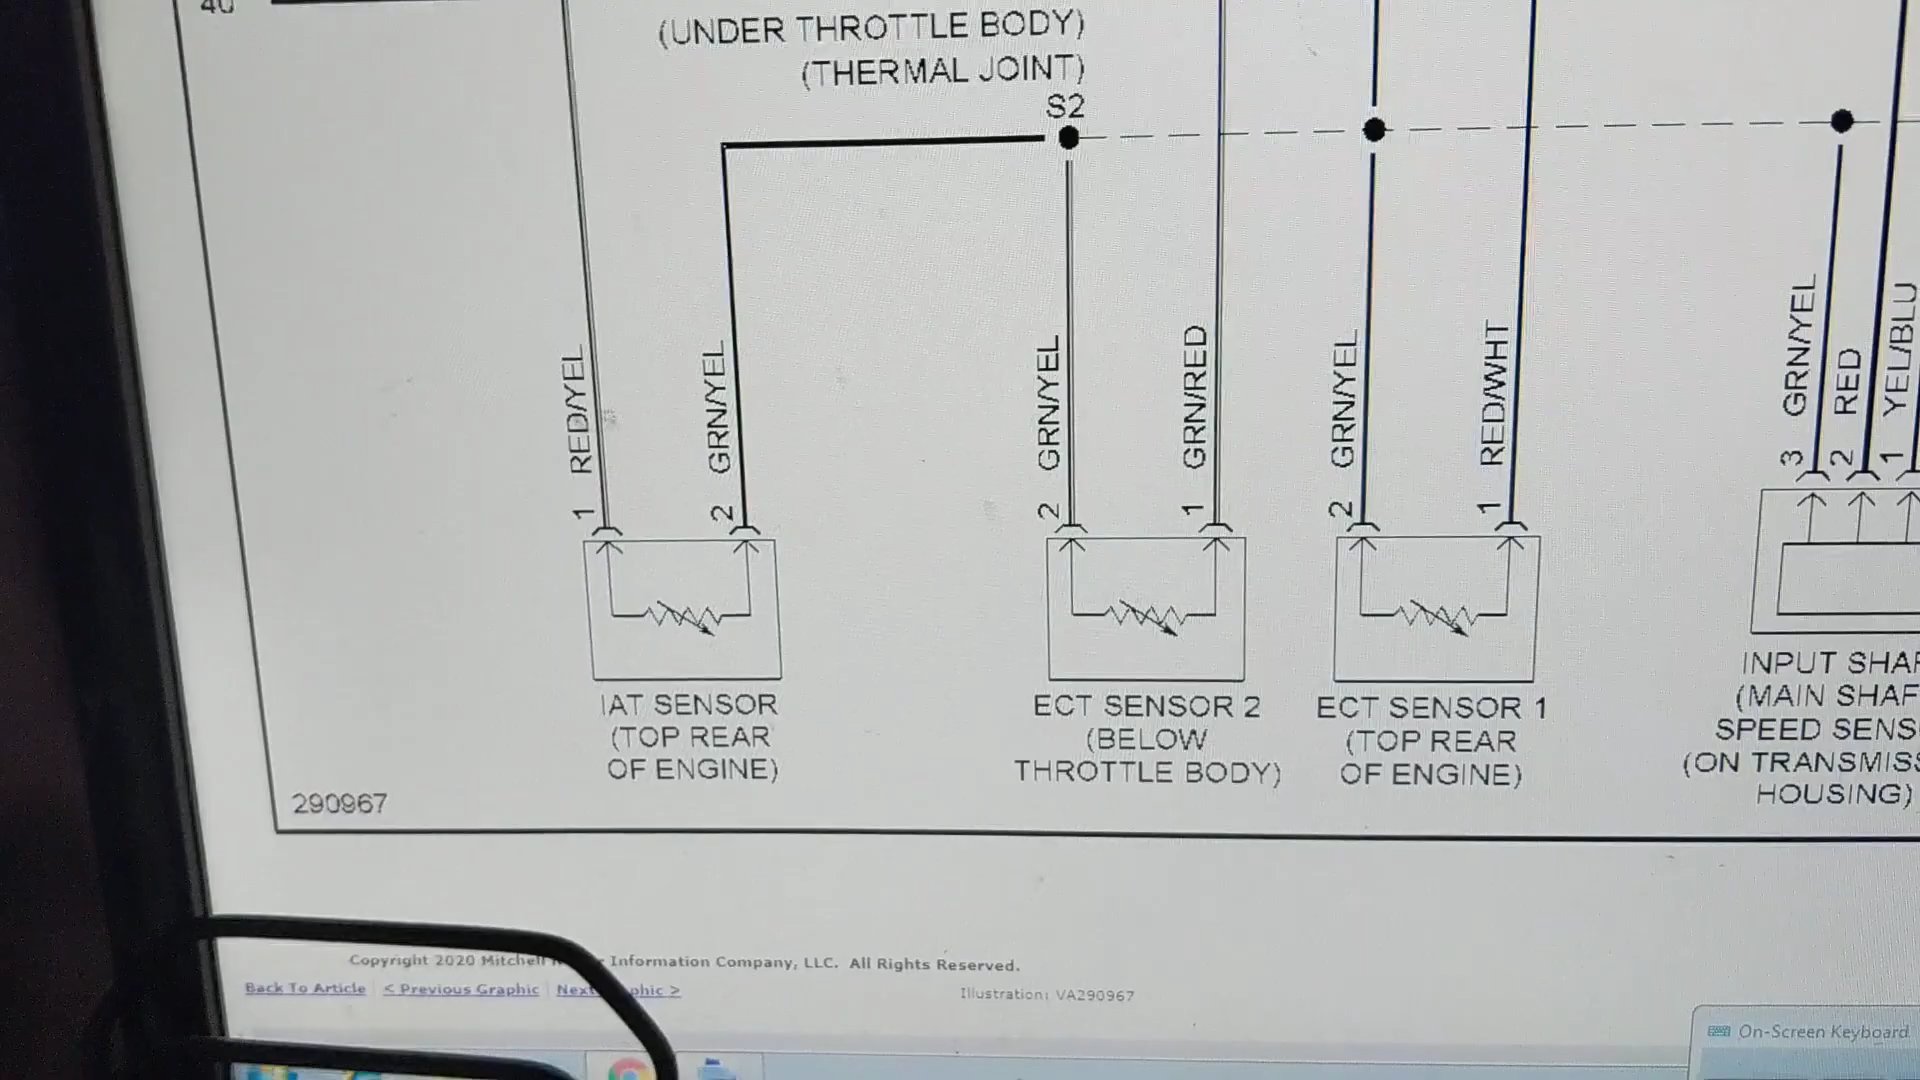 40
(UNDER THROTTLE BODY)
(THERMAL JOINT)
S2
1 RED/YEL
2 GRN/YEL
2 GRN/YEL
1 GRN/RED
2 GRN/YEL
1 RED/WHT
3 GRN/YEL
2 RED
1 YEL/BLU
IAT SENSOR
(TOP REAR
OF ENGINE)
ECT SENSOR 2
(BELOW
THROTTLE BODY)
ECT SENSOR 1
(TOP REAR
OF ENGINE)
INPUT SHAF
(MAIN SHAF
SPEED SENS
(ON TRANSMIS
HOUSING)
290967
Copyright 2020 Mitchell Information Company, LLC. All Rights Reserved.
Back To Article < Previous Graphic Next >
Illustration: VA290967
On-Screen Keyboard